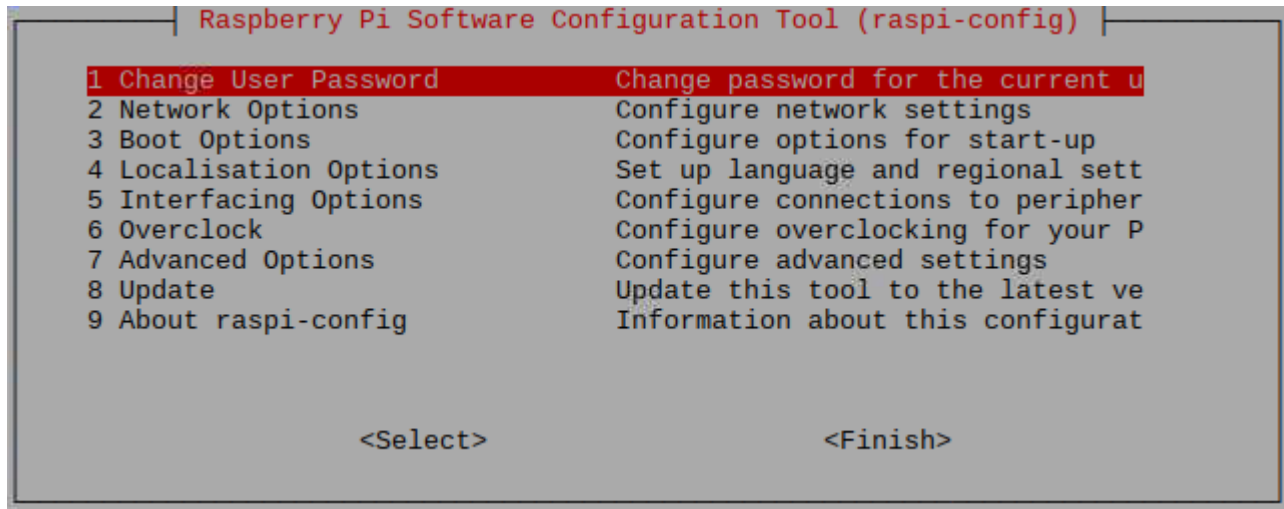 Raspberry Pi Software Configuration Tool (raspi-config)
1 Change User Password Change password for the current u
2 Network Options Configure network settings
3 Boot Options Configure options for start-up
4 Localisation Options Set up language and regional sett
5 Interfacing Options Configure connections to peripher
6 Overclock Configure overclocking for your P
7 Advanced Options Configure advanced settings
8 Update Update this tool to the latest ve
9 About raspi-config Information about this configurat
<Select> <Finish>